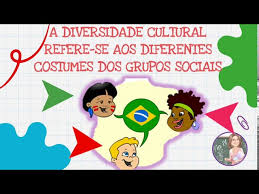 A DIVERSIDADE CULTURAL
REFERE-SE AOS DIFERENTES
COSTUMES DOS GRUPOS SOCIAIS